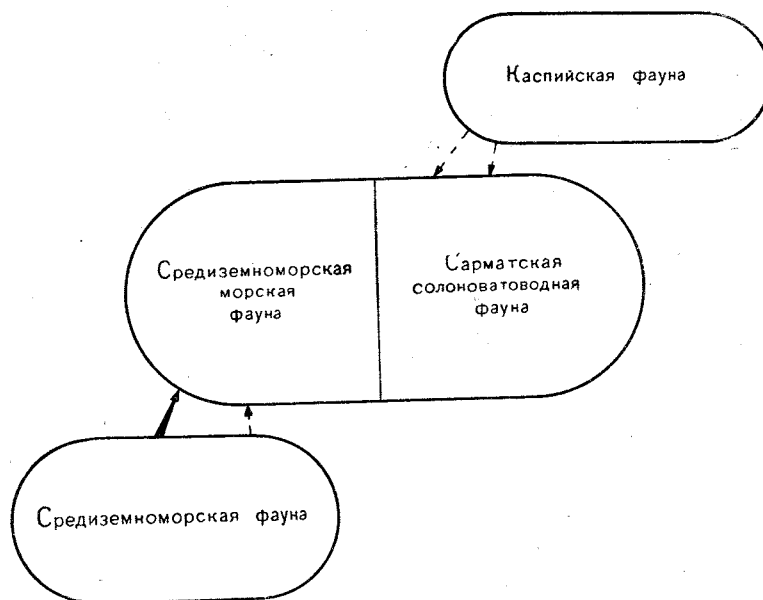 Каспийская фауна
Средиземноморская
морская
фауна
Сарматская
солоноватоводная
фауна
Средиземноморская фауна